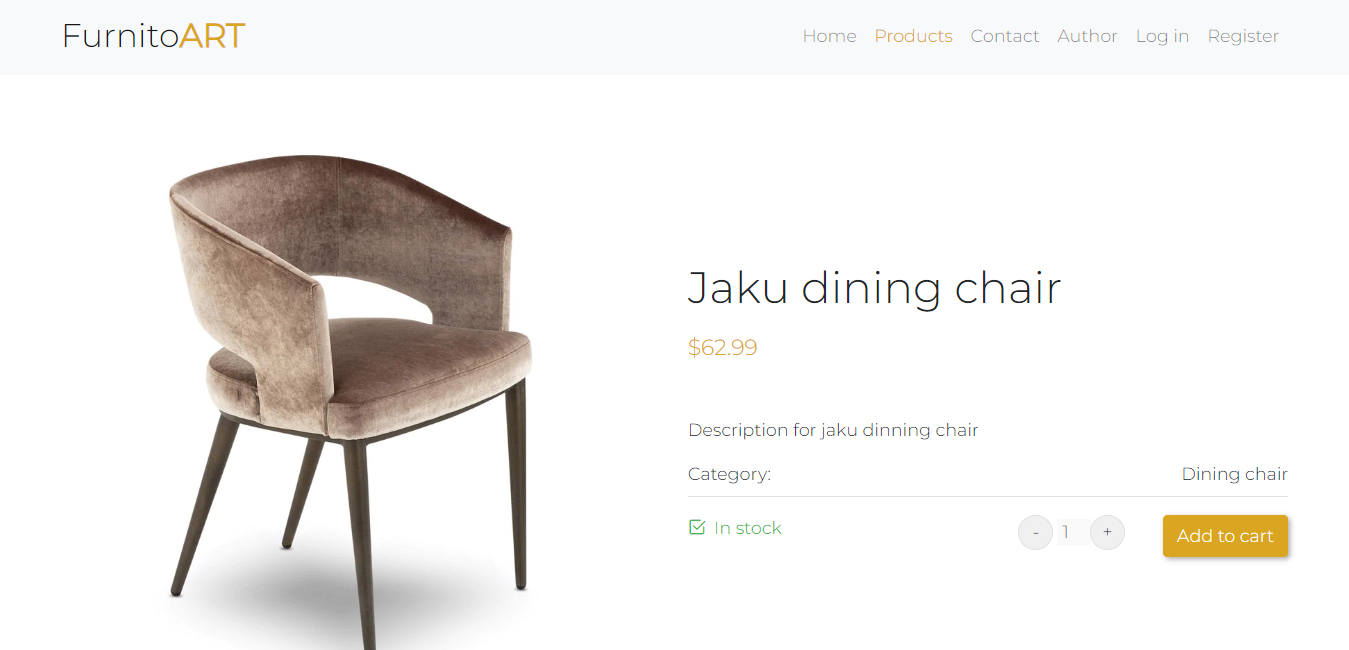 FurnitoART
Home Products Contact Author Log in Register
Jaku dining chair
$62.99
Description for jaku dinning chair
Category: Dining chair
In stock - 1 + Add to cart